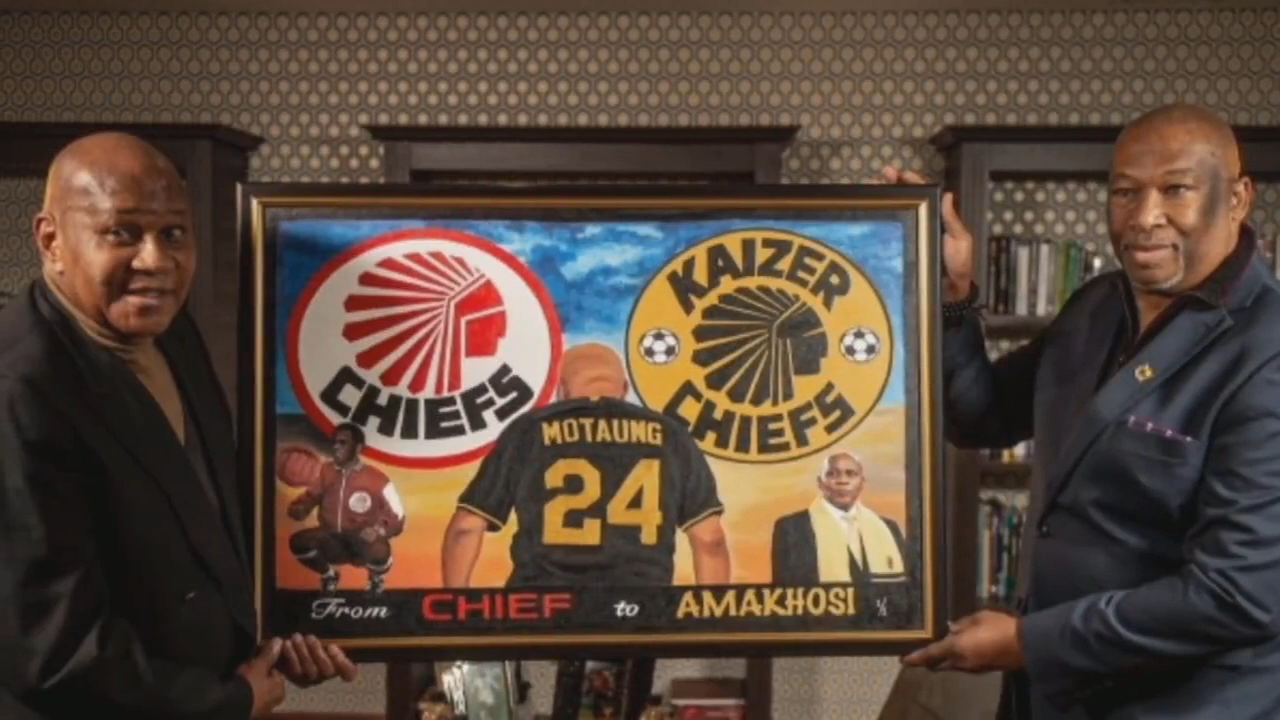 CHIEFS
KAIZER
CHIEFS
MOTAUNG
24
From CHIEF to AMAKHOSI